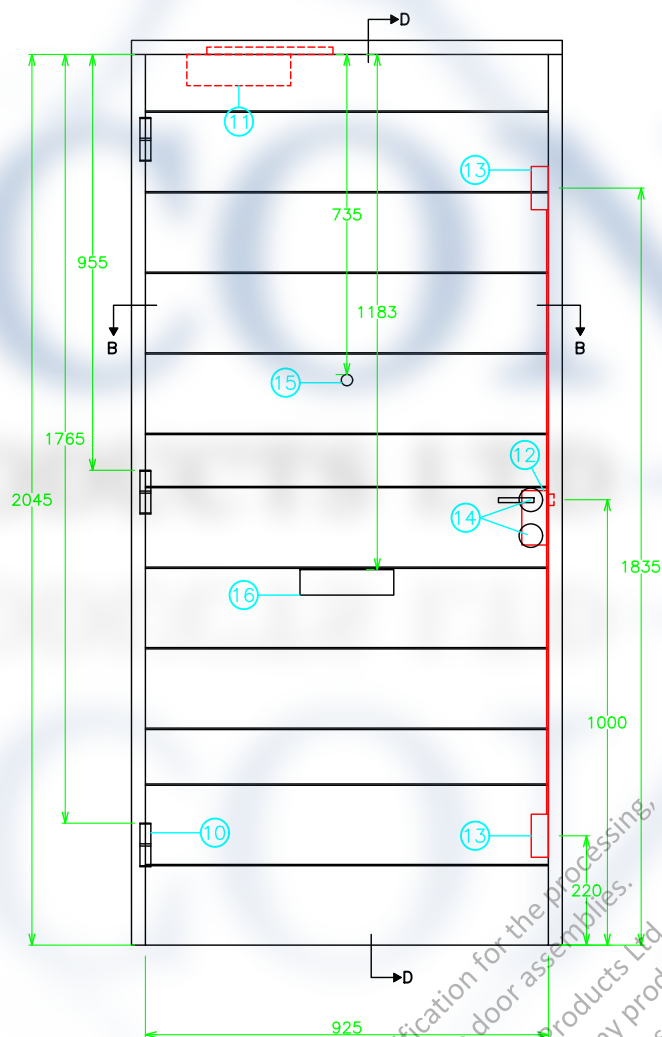 D
11
13
735
955
1183
B
B
15
1765
12
2045
14
1835
16
1000
10
13
220
D
925
ification for the processing,
door assemblies.
Products Ltd